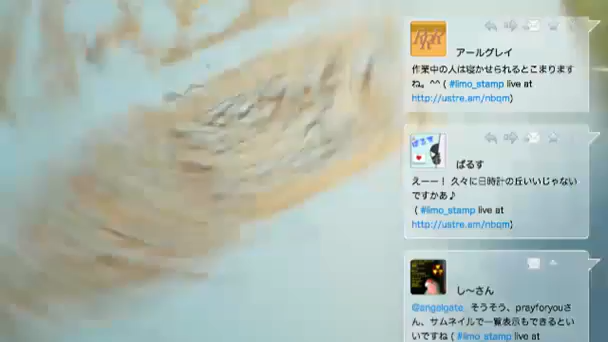 アールグレイ
作業中の人は寝かせられるとこまります
ね。^^ ( #limo_stamp live at
http://ustre.am/nbqm)
ぱるす
えーー！ 久々に日時計の丘いいじゃない
ですかあ♪
( #limo_stamp live at
http://ustre.am/nbqm)
し〜さん
@angelgate そうそう、prayforyouさ
ん、サムネイルで一覧表示もできるとい
いですね ( #limo_stamp live at